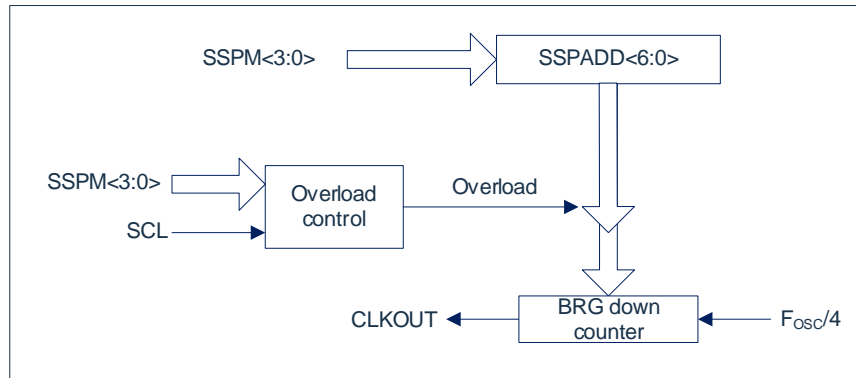 SSPM<3:0>
SSPADD<6:0>
SSPM<3:0>
Overload
control
Overload
SCL
CLKOUT
BRG down
counter
FOSC/4